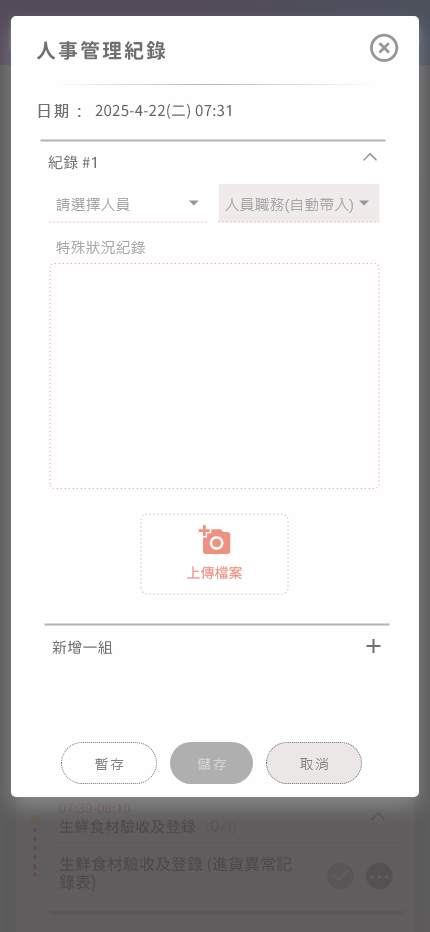 人事管理紀錄
日期： 2025-4-22(二) 07:31
紀錄 #1
請選擇人員
人員職務(自動帶入)
特殊狀況紀錄
上傳檔案
新增一組
暫存
儲存
取消
07:30-08:10
生鮮食材驗收及登錄 (0/1)
生鮮食材驗收及登錄 (進貨異常記
錄表)